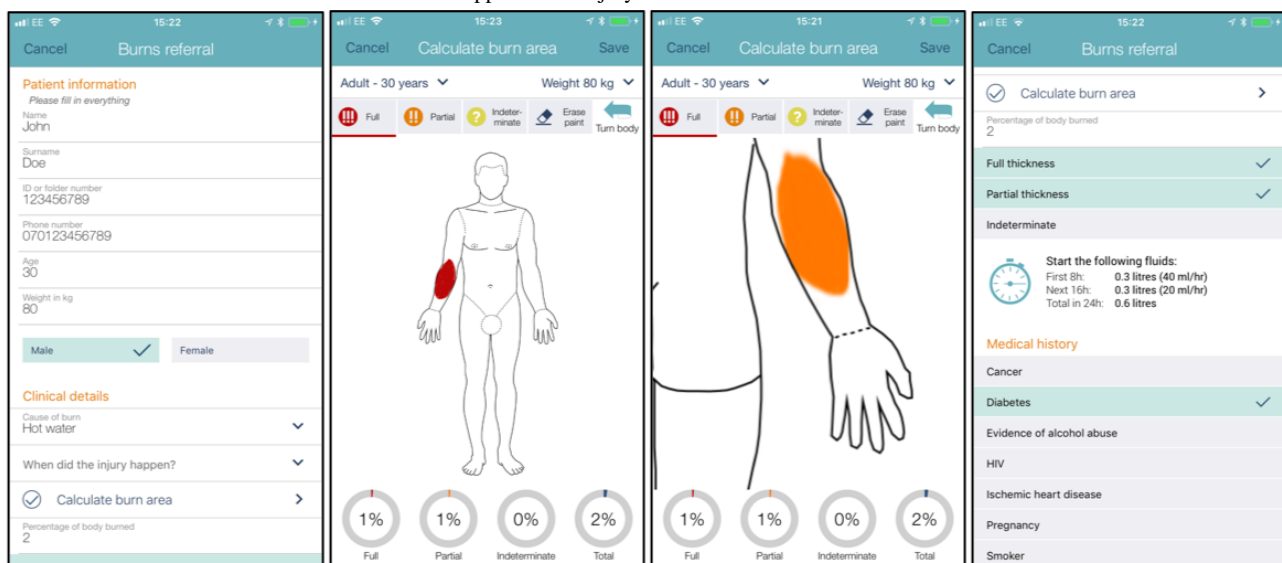 EE 15:22
Cancel Burns referral
Patient information
Please fill in everything
Name
John
Surname
Doe
ID or folder number
123456789
Phone number
070123456789
Age
30
Weight in kg
80
Male Female
Clinical details
Cause of burn
Hot water
When did the injury happen?
Calculate burn area
Percentage of body burned
2
EE 15:23
Cancel Calculate burn area Save
Adult - 30 years Weight 80 kg
!!! Full !! Partial ? Indeter-
minate Erase
paint Turn body
1% 1% 0% 2%
Full Partial Indeterminate Total
EE 15:21
Cancel Calculate burn area Save
Adult - 30 years Weight 80 kg
!!! Full !! Partial ? Indeter-
minate Erase
paint Turn body
1% 1% 0% 2%
Full Partial Indeterminate Total
EE 15:22
Cancel Burns referral
Calculate burn area
Percentage of body burned
2
Full thickness
Partial thickness
Indeterminate
Start the following fluids:
First 8h: 0.3 litres (40 ml/hr)
Next 16h: 0.3 litres (20 ml/hr)
Total in 24h: 0.6 litres
Medical history
Cancer
Diabetes
Evidence of alcohol abuse
HIV
Ischemic heart disease
Pregnancy
Smoker